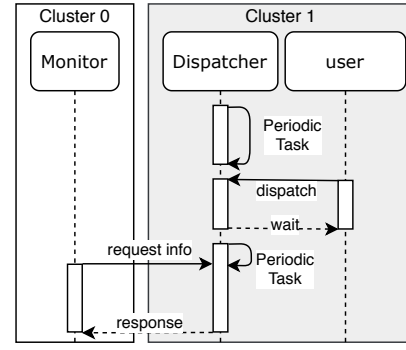 Cluster 0
Cluster 1
Monitor
Dispatcher
user
Periodic
Task
dispatch
wait
request info
Periodic
Task
response